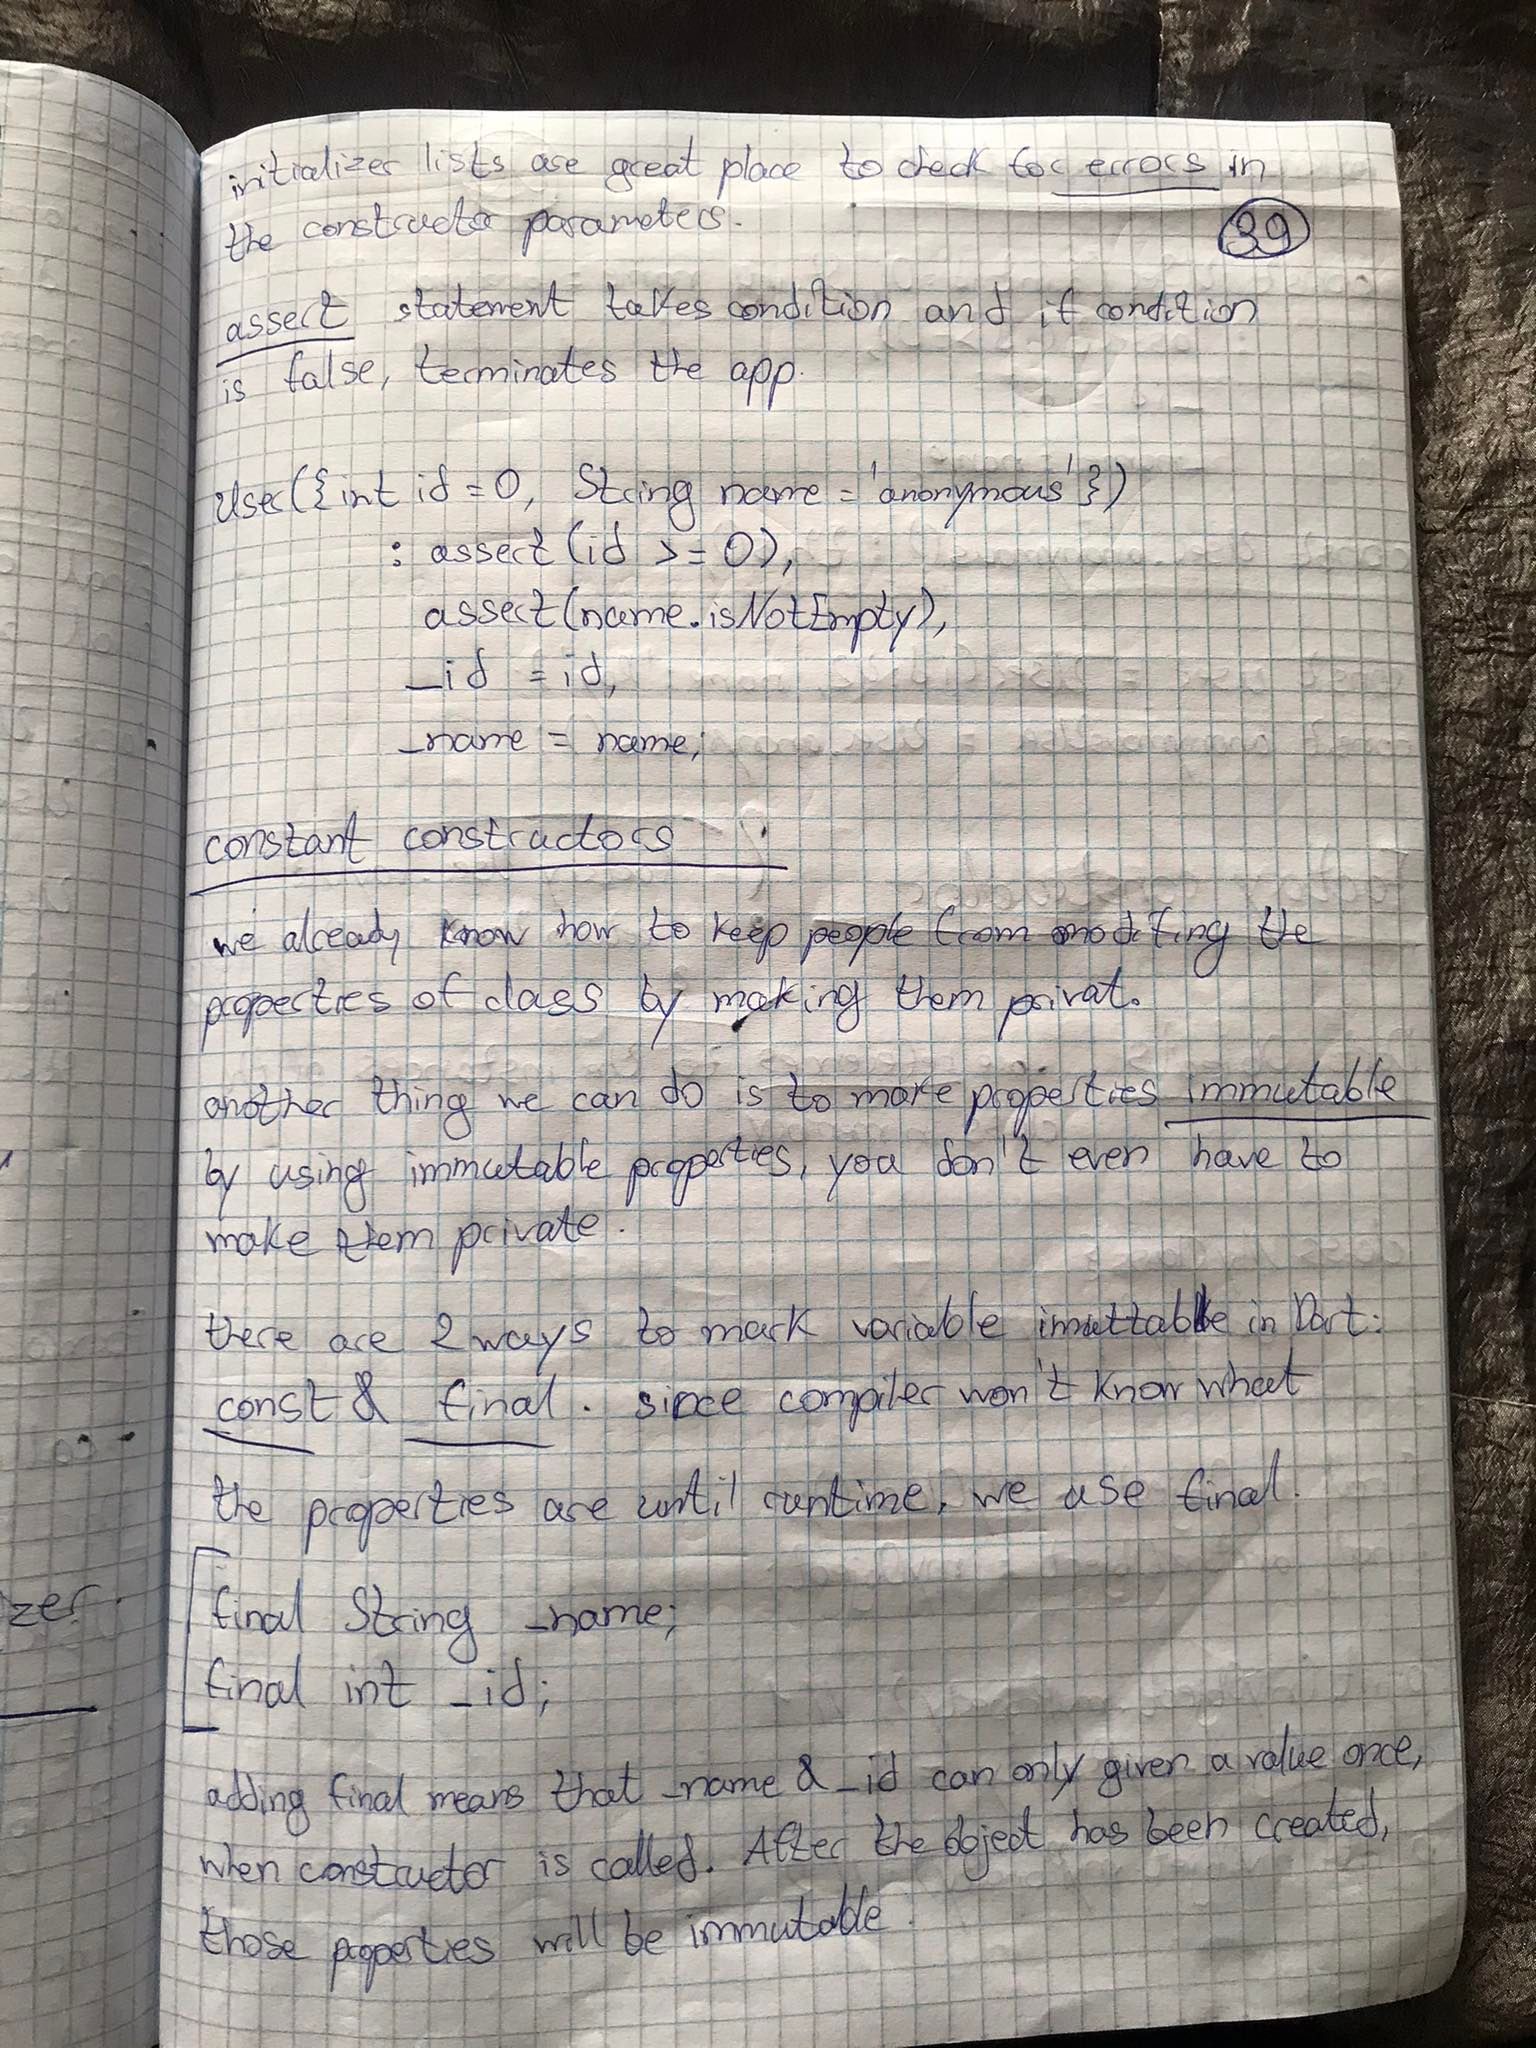 initializer lists are great place to check for errors in
the constructor parameters.
39
assert statement takes condition and if condition
is false, terminates the app.
User({int id = 0, String name = 'anonymous'})
: assert (id >= 0),
assert(name.isNotEmpty),
_id = id,
_name = name;
constant constructors
we already know how to keep people from modifing the
properties of class by making them privat.
another thing we can do is to make properties immutable
by using immutable properties, you don't even have to
make them private.
there are 2 ways to mark variable imuttable in Dart:
const & final. since compiler won't know what
the properties are until runtime, we use final.
final String _name;
final int _id;
zer.
adding final means that _name & _id can only given a value once,
when constructor is called. After the object has been created,
those properties will be immutable.